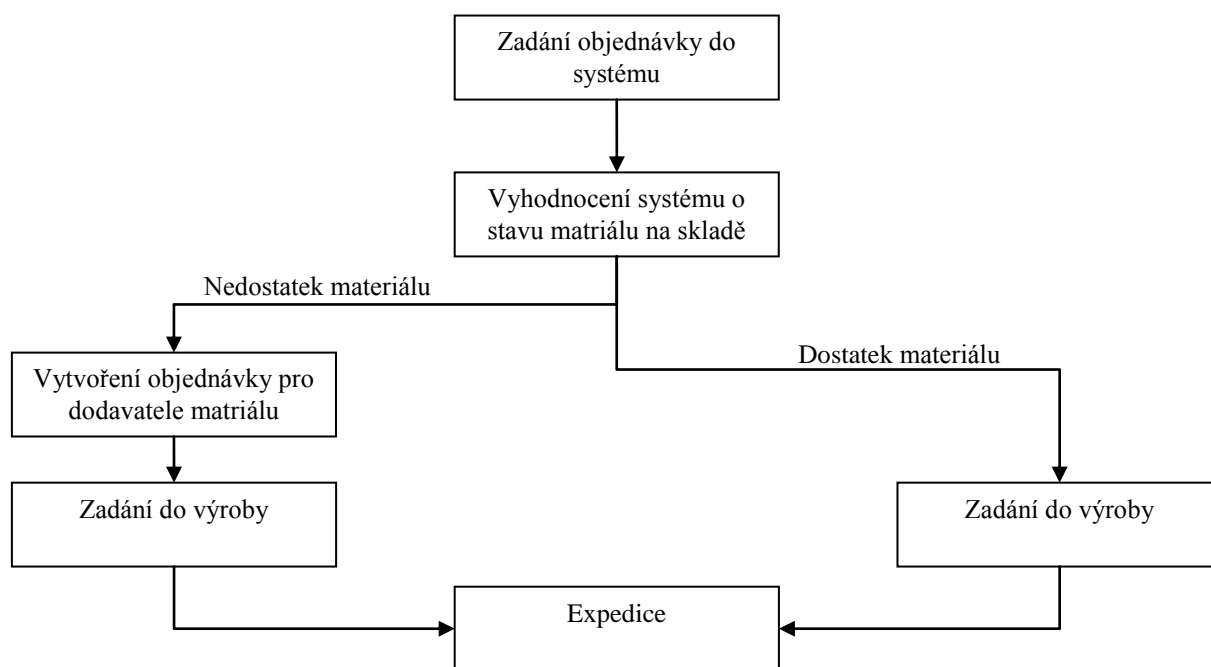 Zadání objednávky do
systému
Vyhodnocení systému o
stavu matriálu na skladě
Nedostatek materiálu
Dostatek materiálu
Vytvoření objednávky pro
dodavatele matriálu
Zadání do výroby
Zadání do výroby
Expedice